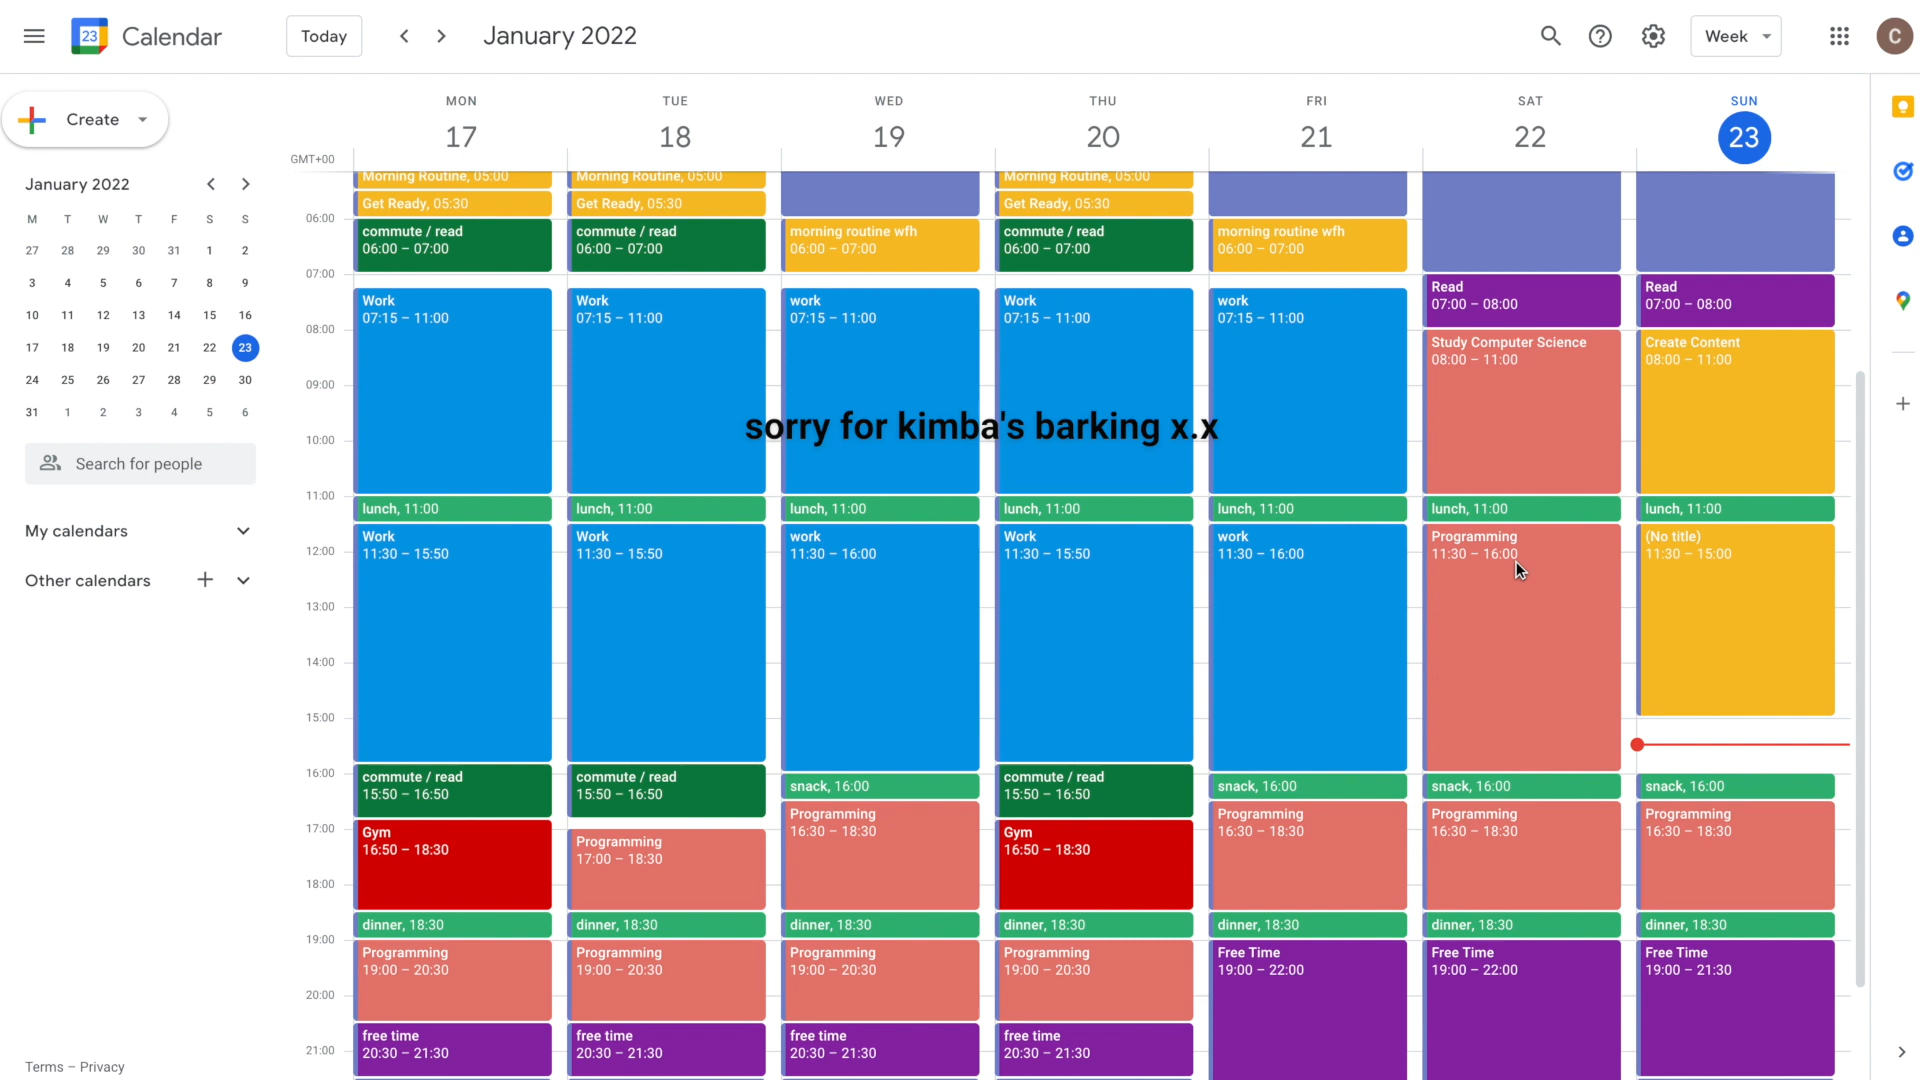 23 Calendar Today January 2022 Week C
Create
January 2022
M T W T F S S
27 28 29 30 31 1 2
3 4 5 6 7 8 9
10 11 12 13 14 15 16
17 18 19 20 21 22 23
24 25 26 27 28 29 30
31 1 2 3 4 5 6
Search for people
My calendars
Other calendars
Terms – Privacy
GMT+00
06:00
07:00
08:00
09:00
10:00
11:00
12:00
13:00
14:00
15:00
16:00
17:00
18:00
19:00
20:00
21:00
MON
17
Morning Routine, 05:00
Get Ready, 05:30
commute / read
06:00 – 07:00
Work
07:15 – 11:00
lunch, 11:00
Work
11:30 – 15:50
commute / read
15:50 – 16:50
Gym
16:50 – 18:30
dinner, 18:30
Programming
19:00 – 20:30
free time
20:30 – 21:30
TUE
18
Morning Routine, 05:00
Get Ready, 05:30
commute / read
06:00 – 07:00
Work
07:15 – 11:00
lunch, 11:00
Work
11:30 – 15:50
commute / read
15:50 – 16:50
Programming
17:00 – 18:30
dinner, 18:30
Programming
19:00 – 20:30
free time
20:30 – 21:30
WED
19
morning routine wfh
06:00 – 07:00
work
07:15 – 11:00
lunch, 11:00
work
11:30 – 16:00
snack, 16:00
Programming
16:30 – 18:30
dinner, 18:30
Programming
19:00 – 20:30
free time
20:30 – 21:30
THU
20
Morning Routine, 05:00
Get Ready, 05:30
commute / read
06:00 – 07:00
Work
07:15 – 11:00
lunch, 11:00
Work
11:30 – 15:50
commute / read
15:50 – 16:50
Gym
16:50 – 18:30
dinner, 18:30
Programming
19:00 – 20:30
free time
20:30 – 21:30
FRI
21
morning routine wfh
06:00 – 07:00
work
07:15 – 11:00
lunch, 11:00
work
11:30 – 16:00
snack, 16:00
Programming
16:30 – 18:30
dinner, 18:30
Free Time
19:00 – 22:00
SAT
22
Read
07:00 – 08:00
Study Computer Science
08:00 – 11:00
lunch, 11:00
Programming
11:30 – 16:00
snack, 16:00
Programming
16:30 – 18:30
dinner, 18:30
Free Time
19:00 – 22:00
SUN
23
Read
07:00 – 08:00
Create Content
08:00 – 11:00
lunch, 11:00
(No title)
11:30 – 15:00
snack, 16:00
Programming
16:30 – 18:30
dinner, 18:30
Free Time
19:00 – 21:30
sorry for kimba's barking x.x